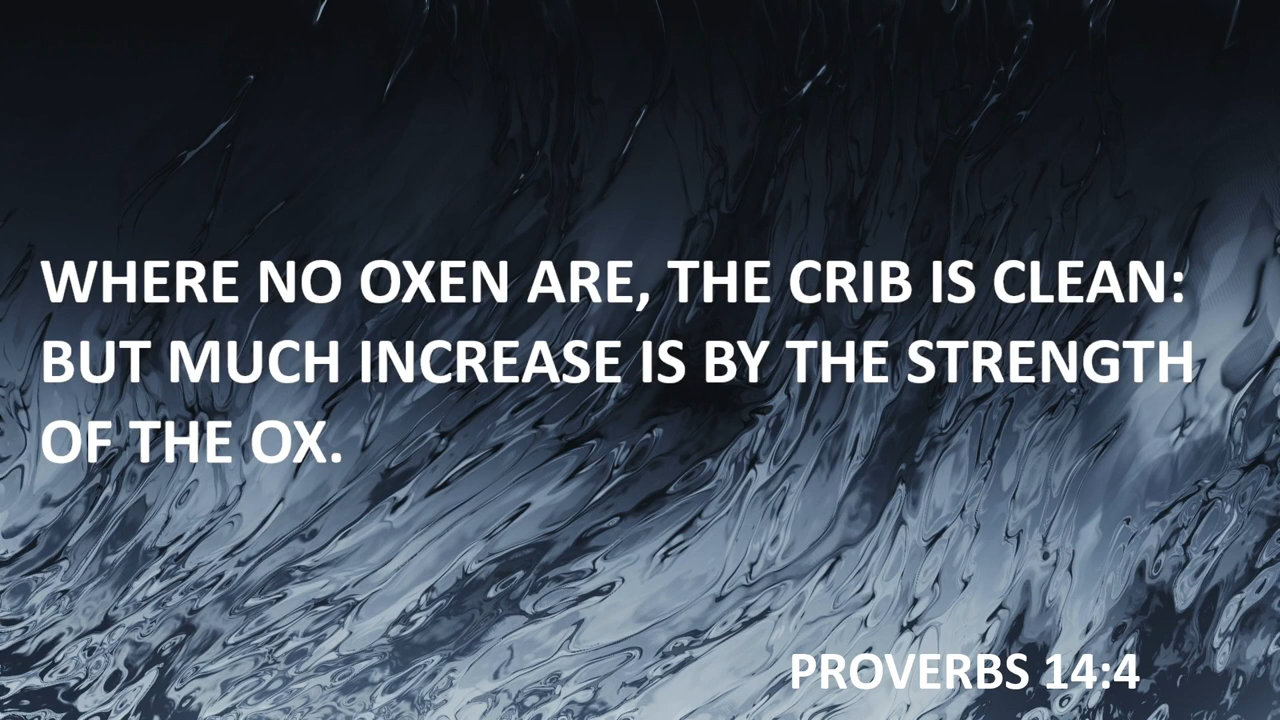 WHERE NO OXEN ARE, THE CRIB IS CLEAN:
BUT MUCH INCREASE IS BY THE STRENGTH
OF THE OX.
PROVERBS 14:4